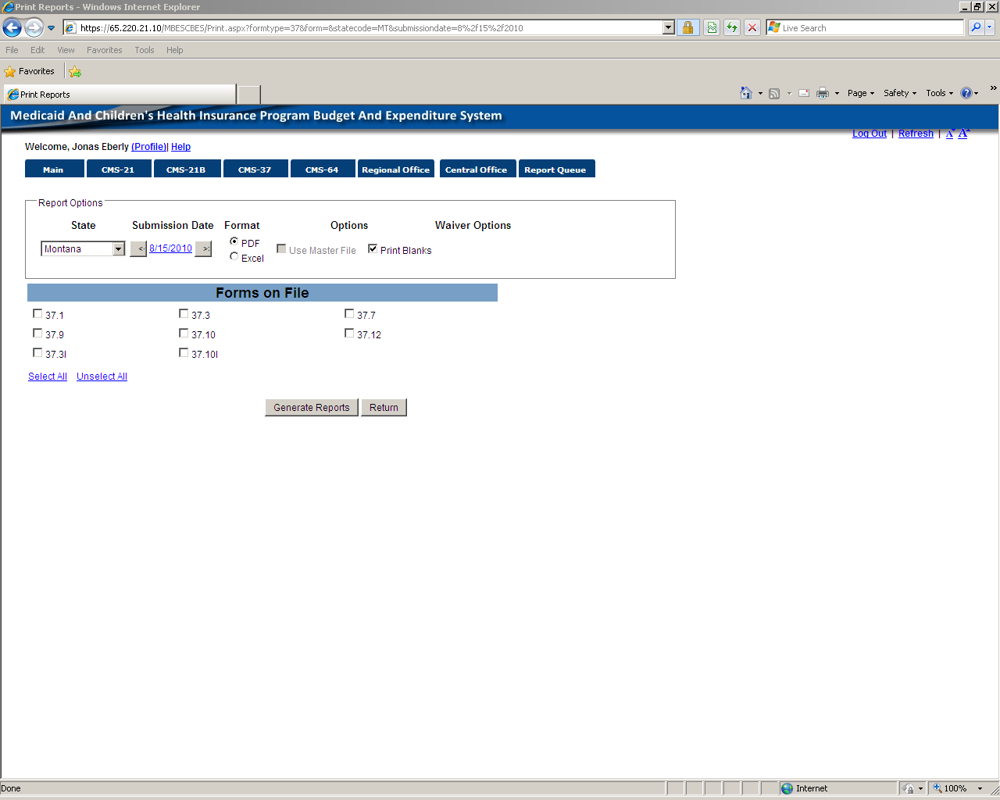 Print Reports - Windows Internet Explorer
https://65.220.21.10/MBESCBES/Print.aspx?formtype=37&form=&statecode=MT&submissiondate=8%2f15%2f2010
Live Search
File Edit View Favorites Tools Help
Favorites
Print Reports
Page Safety Tools
Medicaid And Children's Health Insurance Program Budget And Expenditure System
Log Out | Refresh | A A
Welcome, Jonas Eberly (Profile)| Help
Main CMS-21 CMS-21B CMS-37 CMS-64 Regional Office Central Office Report Queue
Report Options
State Submission Date Format Options Waiver Options
Montana < 8/15/2010 > PDF Use Master File Print Blanks
Excel
Forms on File
37.1 37.3 37.7
37.9 37.10 37.12
37.3I 37.10I
Select All Unselect All
Generate Reports Return
Done Internet 100%